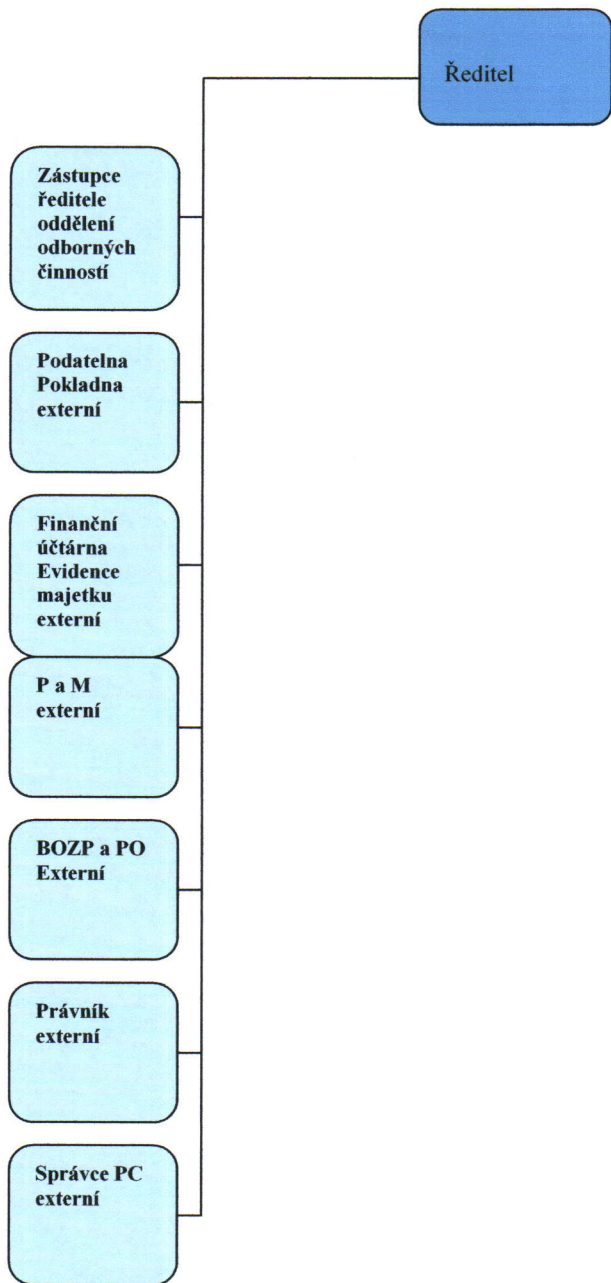 Ředitel
Zástupce
ředitele
oddělení
odborných
činností
Podatelna
Pokladna
externí
Finanční
účtárna
Evidence
majetku
externí
P a M
externí
BOZP a PO
Externí
Právník
externí
Správce PC
externí